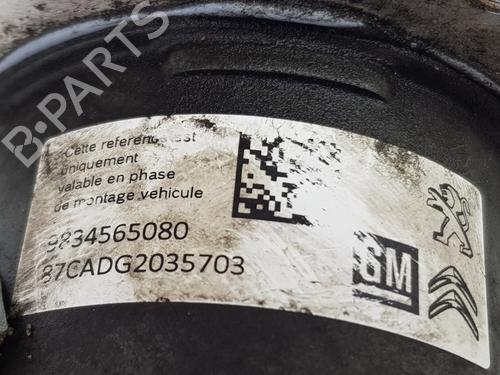 B-PARTS
Cette reference est
uniquement
valable en phase
de montage vehicule
9834565080
87CADG2035703
GM